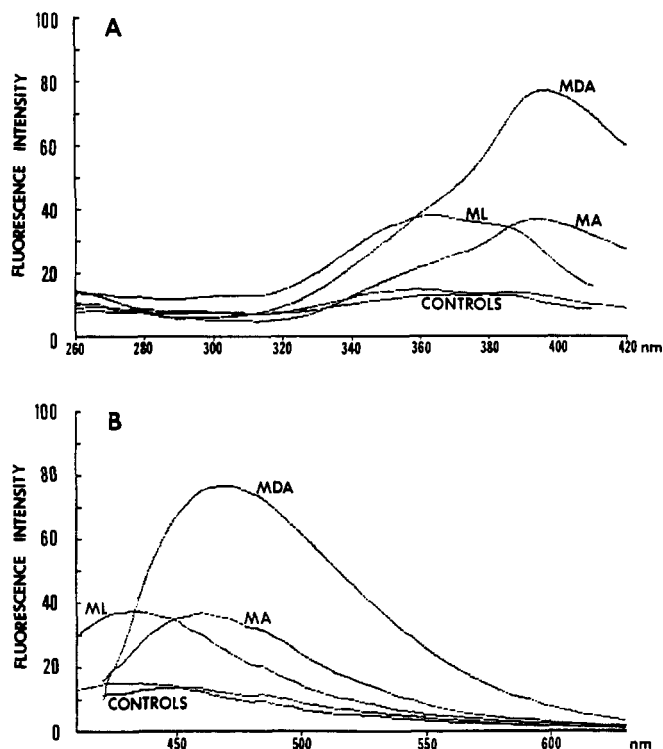 A
FLUORESCENCE INTENSITY
100
80
60
40
20
0
MDA
ML
MA
CONTROLS
260 280 300 320 340 360 380 400 420 nm
B
FLUORESCENCE INTENSITY
100
80
60
40
20
0
MDA
ML
MA
CONTROLS
450 500 550 600 nm